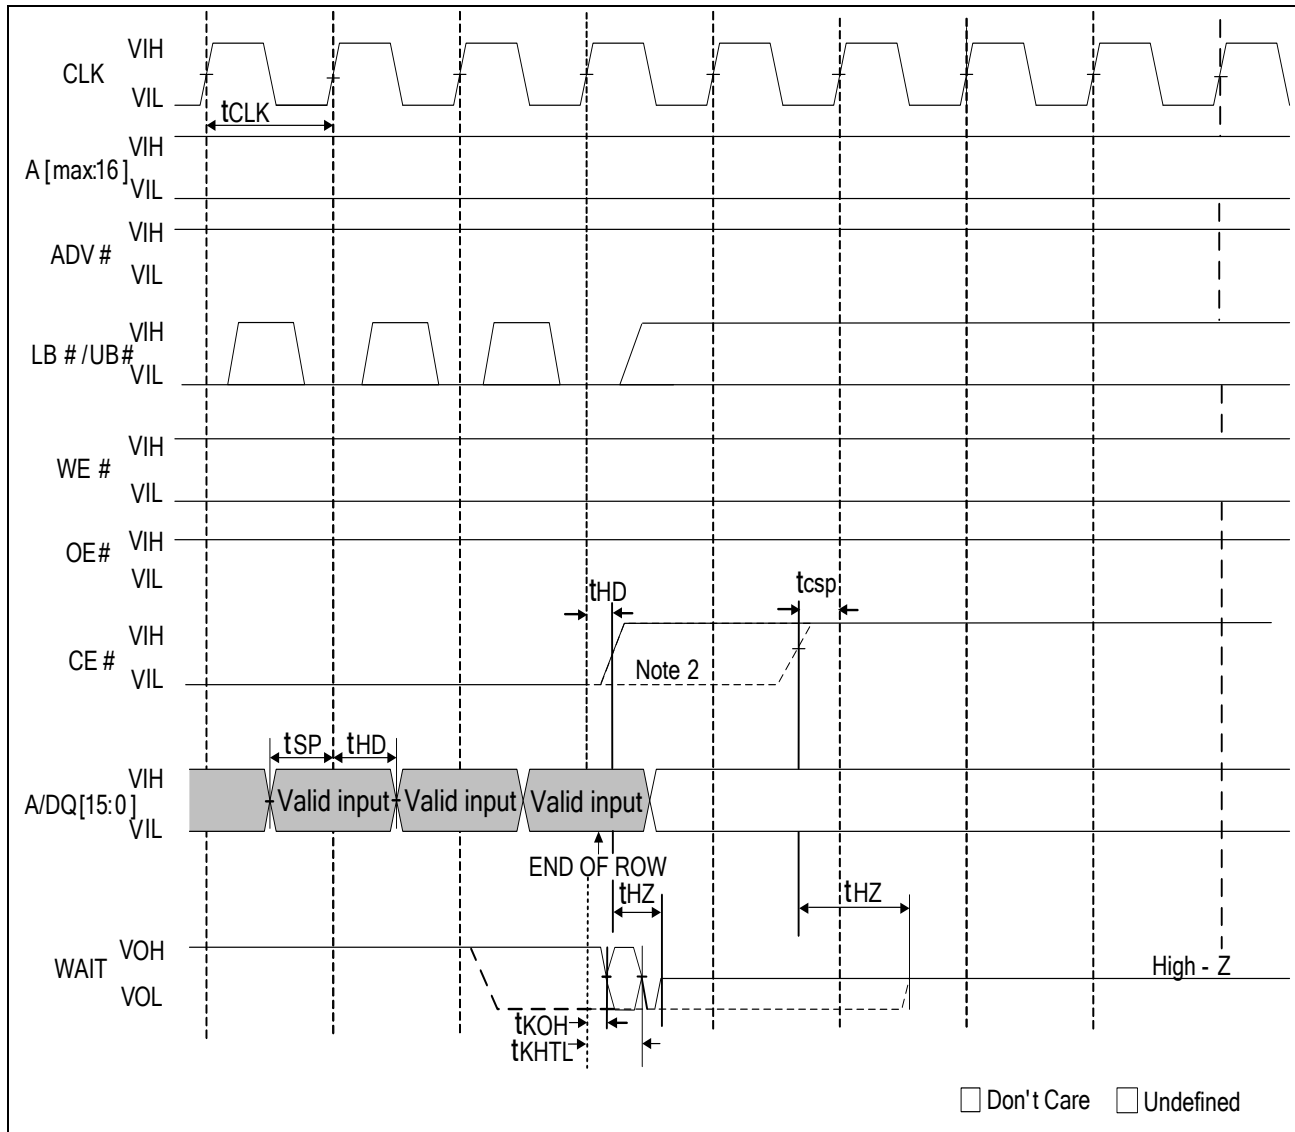 VIH
CLK
VIL
tCLK
VIH
A [max:16 ]
VIL
VIH
ADV #
VIL
VIH
LB # /UB#
VIL
VIH
WE #
VIL
VIH
OE#
VIL
tHD
tcsp
VIH
CE #
VIL
Note 2
tSP
tHD
VIH
A/DQ[15:0 ]
Valid input
Valid input
Valid input
VIL
END OF ROW
tHZ
tHZ
VOH
WAIT
VOL
High - Z
tKOH
tKHTL
Don't Care
Undefined